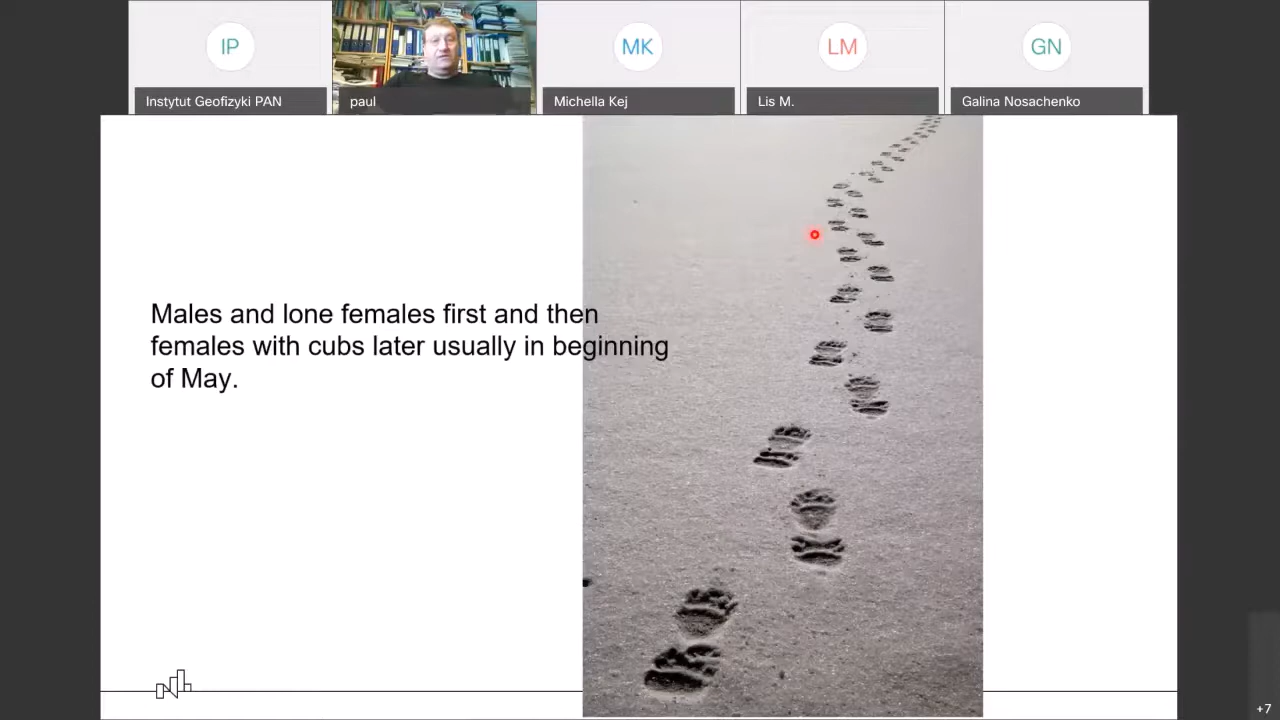 IP
MK
LM
GN
Instytut Geofizyki PAN
paul
Michella Kej
Lis M.
Galina Nosachenko
Males and lone females first and then
females with cubs later usually in beginning
of May.
+7